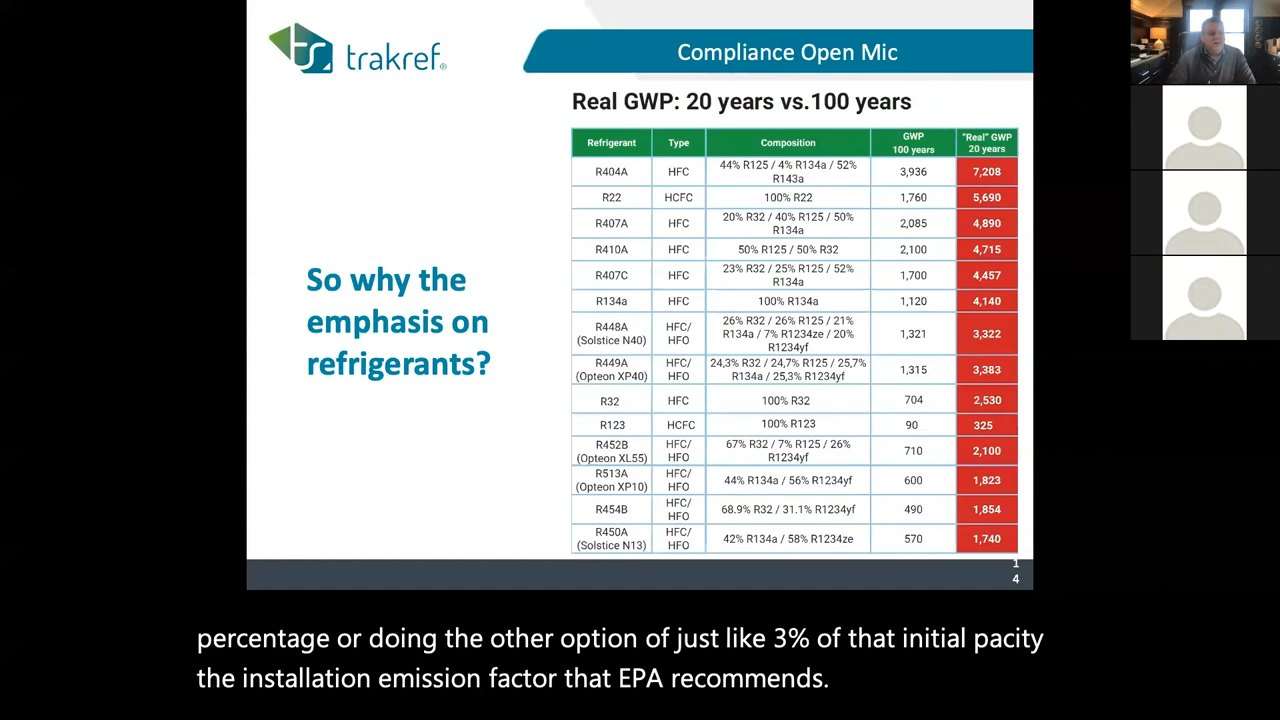 trakref®
Compliance Open Mic
Real GWP: 20 years vs.100 years
So why the
emphasis on
refrigerants?
Refrigerant Type Composition GWP 100 years "Real" GWP 20 years
R404A HFC 44% R125 / 4% R134a / 52% R143a 3,936 7,208
R22 HCFC 100% R22 1,760 5,690
R407A HFC 20% R32 / 40% R125 / 50% R134a 2,085 4,890
R410A HFC 50% R125 / 50% R32 2,100 4,715
R407C HFC 23% R32 / 25% R125 / 52% R134a 1,700 4,457
R134a HFC 100% R134a 1,120 4,140
R448A (Solstice N40) HFC/ HFO 26% R32 / 26% R125 / 21% R134a / 7% R1234ze / 20% R1234yf 1,321 3,322
R449A (Opteon XP40) HFC/ HFO 24,3% R32 / 24,7% R125 / 25,7% R134a / 25,3% R1234yf 1,315 3,383
R32 HFC 100% R32 704 2,530
R123 HCFC 100% R123 90 325
R452B (Opteon XL55) HFC/ HFO 67% R32 / 7% R125 / 26% R1234yf 710 2,100
R513A (Opteon XP10) HFC/ HFO 44% R134a / 56% R1234yf 600 1,823
R454B HFC/ HFO 68.9% R32 / 31.1% R1234yf 490 1,854
R450A (Solstice N13) HFC/ HFO 42% R134a / 58% R1234ze 570 1,740
1
4
percentage or doing the other option of just like 3% of that initial pacity
the installation emission factor that EPA recommends.